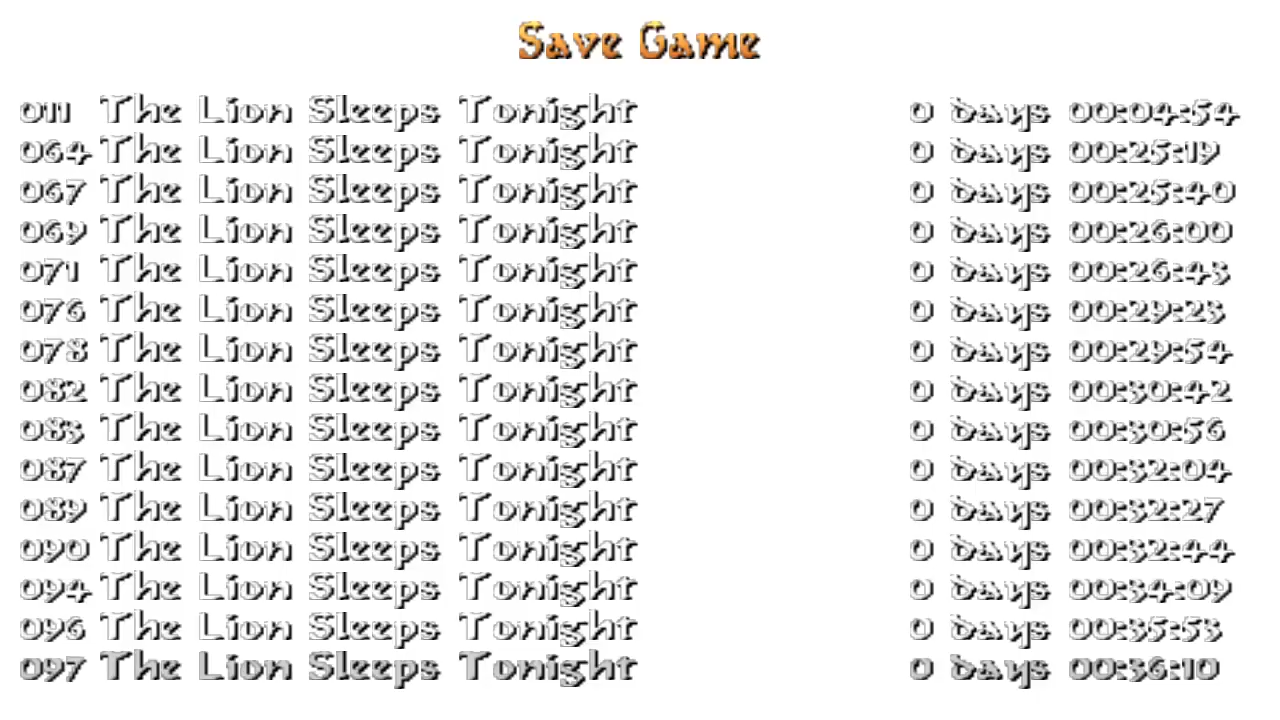 Save Game
011 The Lion Sleeps Tonight 0 days 00:04:54
064 The Lion Sleeps Tonight 0 days 00:25:19
067 The Lion Sleeps Tonight 0 days 00:25:40
069 The Lion Sleeps Tonight 0 days 00:26:00
071 The Lion Sleeps Tonight 0 days 00:26:43
076 The Lion Sleeps Tonight 0 days 00:29:23
078 The Lion Sleeps Tonight 0 days 00:29:54
082 The Lion Sleeps Tonight 0 days 00:30:42
083 The Lion Sleeps Tonight 0 days 00:30:56
087 The Lion Sleeps Tonight 0 days 00:32:04
089 The Lion Sleeps Tonight 0 days 00:32:27
090 The Lion Sleeps Tonight 0 days 00:32:44
094 The Lion Sleeps Tonight 0 days 00:34:09
096 The Lion Sleeps Tonight 0 days 00:35:53
097 The Lion Sleeps Tonight 0 days 00:36:10